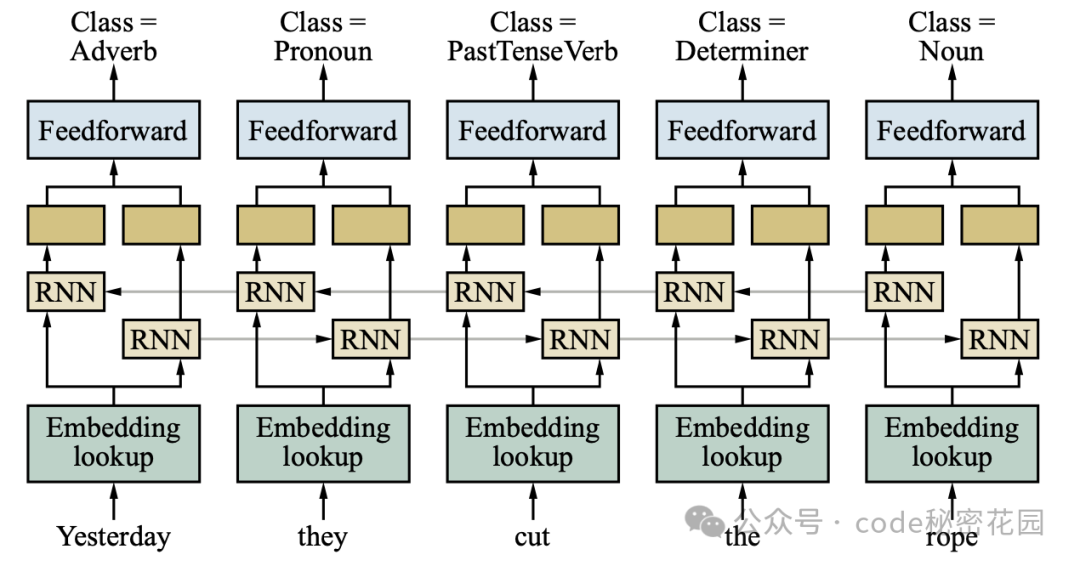 Class = Adverb
Class = Pronoun
Class = PastTenseVerb
Class = Determiner
Class = Noun
Feedforward
Feedforward
Feedforward
Feedforward
Feedforward
RNN
RNN
RNN
RNN
RNN
RNN
RNN
RNN
RNN
RNN
Embedding
lookup
Embedding
lookup
Embedding
lookup
Embedding
lookup
Embedding
lookup
Yesterday
they
cut
the
rope
公众号 · code秘密花园